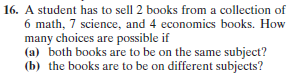 16. A student has to sell 2 books from a collection of
6 math, 7 science, and 4 economics books. How
many choices are possible if
(a) both books are to be on the same subject?
(b) the books are to be on different subjects?